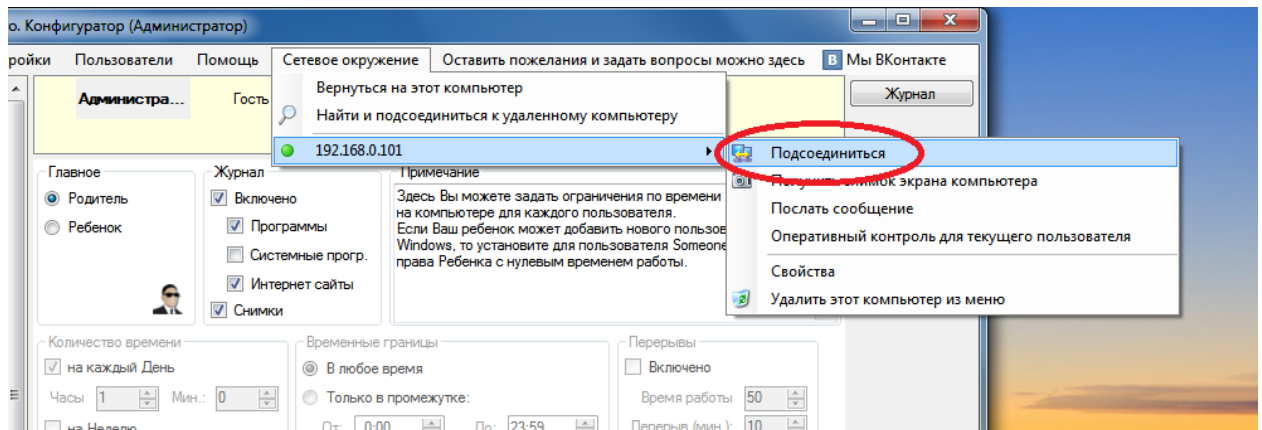 о. Конфигуратор (Администратор)
ройки Пользователи Помощь Сетевое окружение Оставить пожелания и задать вопросы можно здесь В Мы ВКонтакте
Вернуться на этот компьютер
Администра... Гость Журнал
Найти и подсоединиться к удаленному компьютеру
192.168.0.101 Подсоединиться
Главное Журнал Примечание
Получить снимок экрана компьютера
Родитель Включено Здесь Вы можете задать ограничения по времени
на компьютере для каждого пользователя. Послать сообщение
Ребенок Программы Если Ваш ребенок может добавить нового пользов
Windows, то установите для пользователя Someone Оперативный контроль для текущего пользователя
Системные прогр. права Ребенка с нулевым временем работы.
Свойства
Интернет сайты
Удалить этот компьютер из меню
Снимки
Количество времени Временные границы Перерывы
на каждый День В любое время Включено
Часы 1 Мин.: 0 Только в промежутке: Время работы 50
на Неделю От: 0:00 До: 23:59 Перерыв (мин.): 10